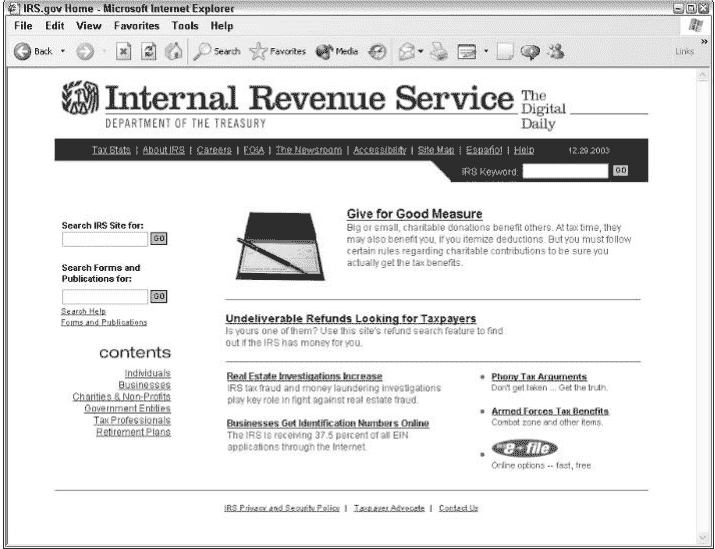 IRS.gov Home - Microsoft Internet Explorer
File Edit View Favorites Tools Help
Back Search Favorites Media Links
Internal Revenue Service The
DEPARTMENT OF THE TREASURY Digital
Daily
Tax Stats | About IRS | Careers | FOIA | The Newsroom | Accessibility | Site Map | Español | Help 12.29.2003
IRS Keyword: GO
Give for Good Measure
Big or small, charitable donations benefit others. At tax time, they
may also benefit you, if you itemize deductions. But you must follow
certain rules regarding charitable contributions to be sure you
actually get the tax benefits.
Search IRS Site for:
GO
Search Forms and
Publications for:
GO
Search Help
Forms and Publications
contents
Individuals
Businesses
Charities & Non-Profits
Government Entities
Tax Professionals
Retirement Plans
Undeliverable Refunds Looking for Taxpayers
Is yours one of them? Use this site's refund search feature to find
out if the IRS has money for you.
Real Estate Investigations Increase
IRS tax fraud and money laundering investigations
play key role in fight against real estate fraud.
Businesses Get Identification Numbers Online
The IRS is receiving 37.5 percent of all EIN
applications through the Internet.
Phony Tax Arguments
Don't get taken ... Get the truth.
Armed Forces Tax Benefits
Combat zone and other items.
e-file
Online options -- fast, free
IRS Privacy and Security Policy | Taxpayer Advocate | Contact Us